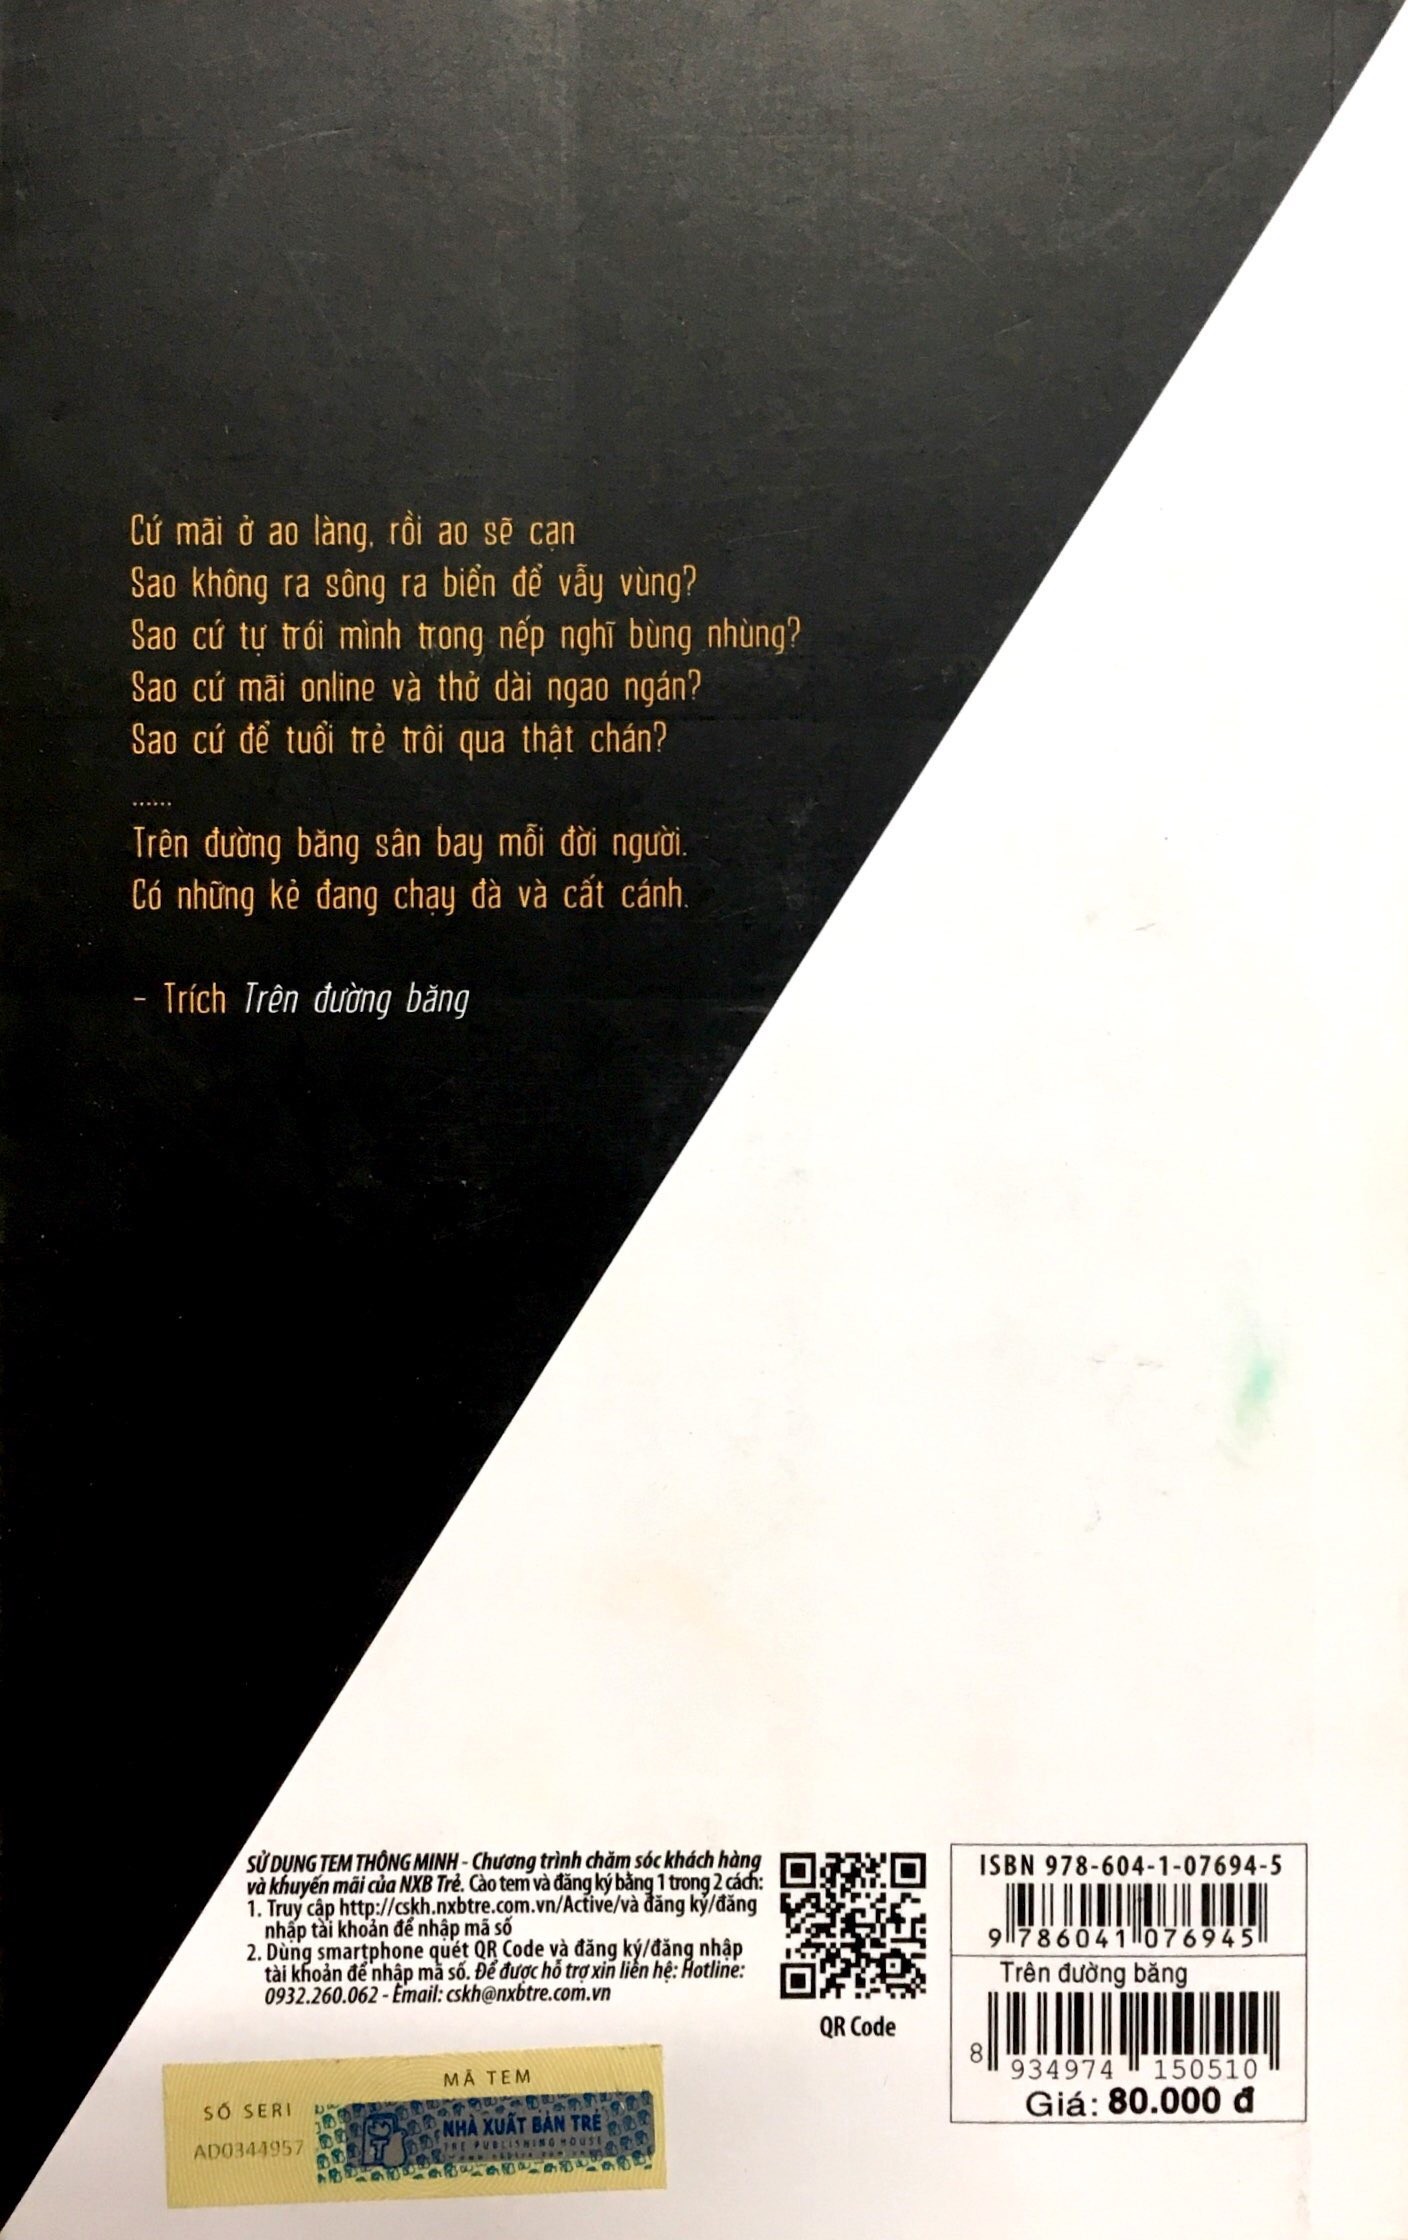 Cứ mãi ở ao làng, rồi ao sẽ cạn
Sao không ra sông ra biển để vẫy vùng?
Sao cứ tự trói mình trong nếp nghĩ bùng nhùng?
Sao cứ mãi online và thở dài ngao ngán?
Sao cứ để tuổi trẻ trôi qua thật chán?
......
Trên đường băng sân bay mỗi đời người.
Có những kẻ đang chạy đà và cất cánh.
- Trích Trên đường băng
SỬ DỤNG TEM THÔNG MINH - Chương trình chăm sóc khách hàng
và khuyến mãi của NXB Trẻ. Cào tem và đăng ký bằng 1 trong 2 cách:
1. Truy cập http://cskh.nxbtre.com.vn/Active/và đăng ký/đăng
nhập tài khoản để nhập mã số
2. Dùng smartphone quét QR Code và đăng ký/đăng nhập
tài khoản để nhập mã số. Để được hỗ trợ xin liên hệ: Hotline:
0932.260.062 - Email: cskh@nxbtre.com.vn
QR Code
ISBN 978-604-1-07694-5
9 786041 076945
Trên đường băng
8 934974 150510
Giá: 80.000 đ
MÃ TEM
SỐ SERI
AD0344957
NHÀ XUẤT BẢN TRẺ
TRE PUBLISHING HOUSE